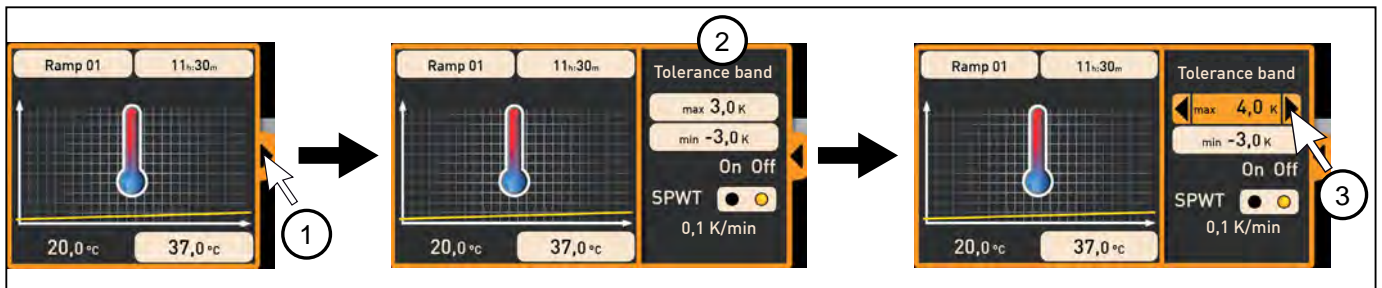 Ramp 01 11h:30m
20,0 °C 37,0 °C
1
2
Ramp 01 11h:30m
Tolerance band
max 3,0 K
min -3,0 K
On Off
SPWT
0,1 K/min
20,0 °C 37,0 °C
Ramp 01 11h:30m
Tolerance band
max 4,0 K
min -3,0 K
On Off
SPWT
0,1 K/min
20,0 °C 37,0 °C
3